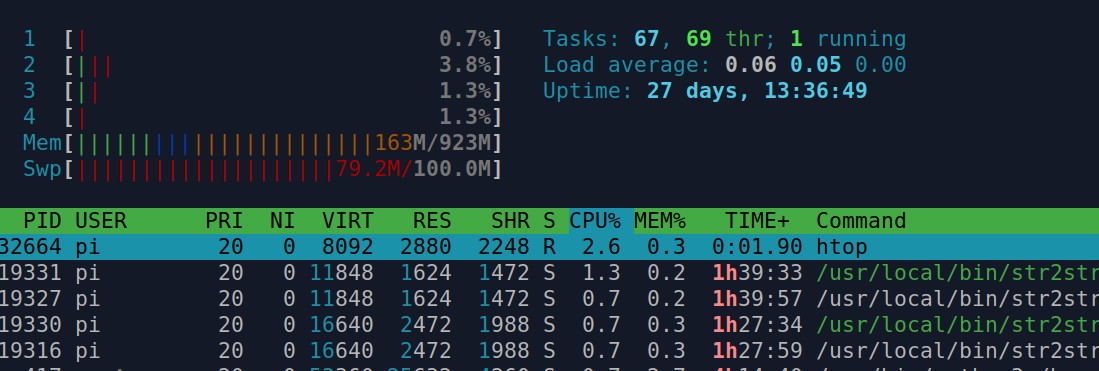 1 [| 0.7%] Tasks: 67, 69 thr; 1 running
2 [||| 3.8%] Load average: 0.06 0.05 0.00
3 [|| 1.3%] Uptime: 27 days, 13:36:49
4 [| 1.3%]
Mem[|||||||||||||||||||||||163M/923M]
Swp[||||||||||||||||||||79.2M/100.0M]
PID USER PRI NI VIRT RES SHR S CPU% MEM% TIME+ Command
32664 pi 20 0 8092 2880 2248 R 2.6 0.3 0:01.90 htop
19331 pi 20 0 11848 1624 1472 S 1.3 0.2 1h39:33 /usr/local/bin/str2str
19327 pi 20 0 11848 1624 1472 S 0.7 0.2 1h39:57 /usr/local/bin/str2str
19330 pi 20 0 16640 2472 1988 S 0.7 0.3 1h27:34 /usr/local/bin/str2str
19316 pi 20 0 16640 2472 1988 S 0.7 0.3 1h27:59 /usr/local/bin/str2str